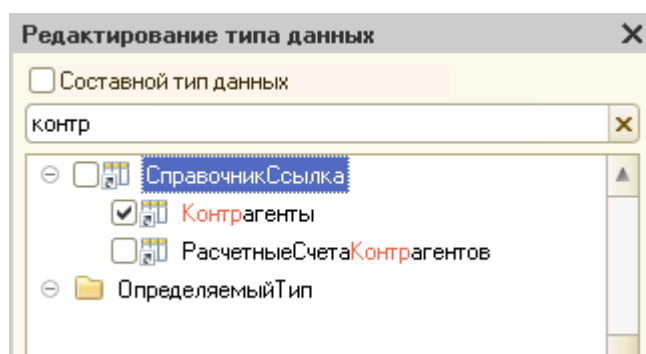 Редактирование типа данных
Составной тип данных
контр
СправочникСсылка
Контрагенты
РасчетныеСчетаКонтрагентов
ОпределяемыйТип